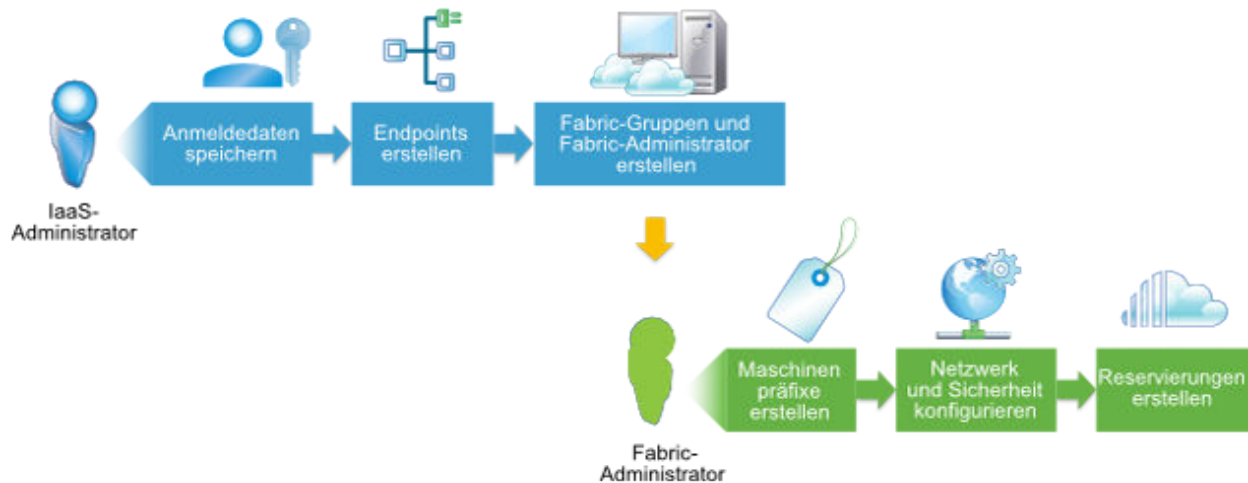 Anmeldedaten
speichern
Endpoints
erstellen
Fabric-Gruppen und
Fabric-Administrator
erstellen
IaaS-
Administrator
Maschinen
präfixe
erstellen
Netzwerk
und Sicherheit
konfigurieren
Reservierungen
erstellen
Fabric-
Administrator